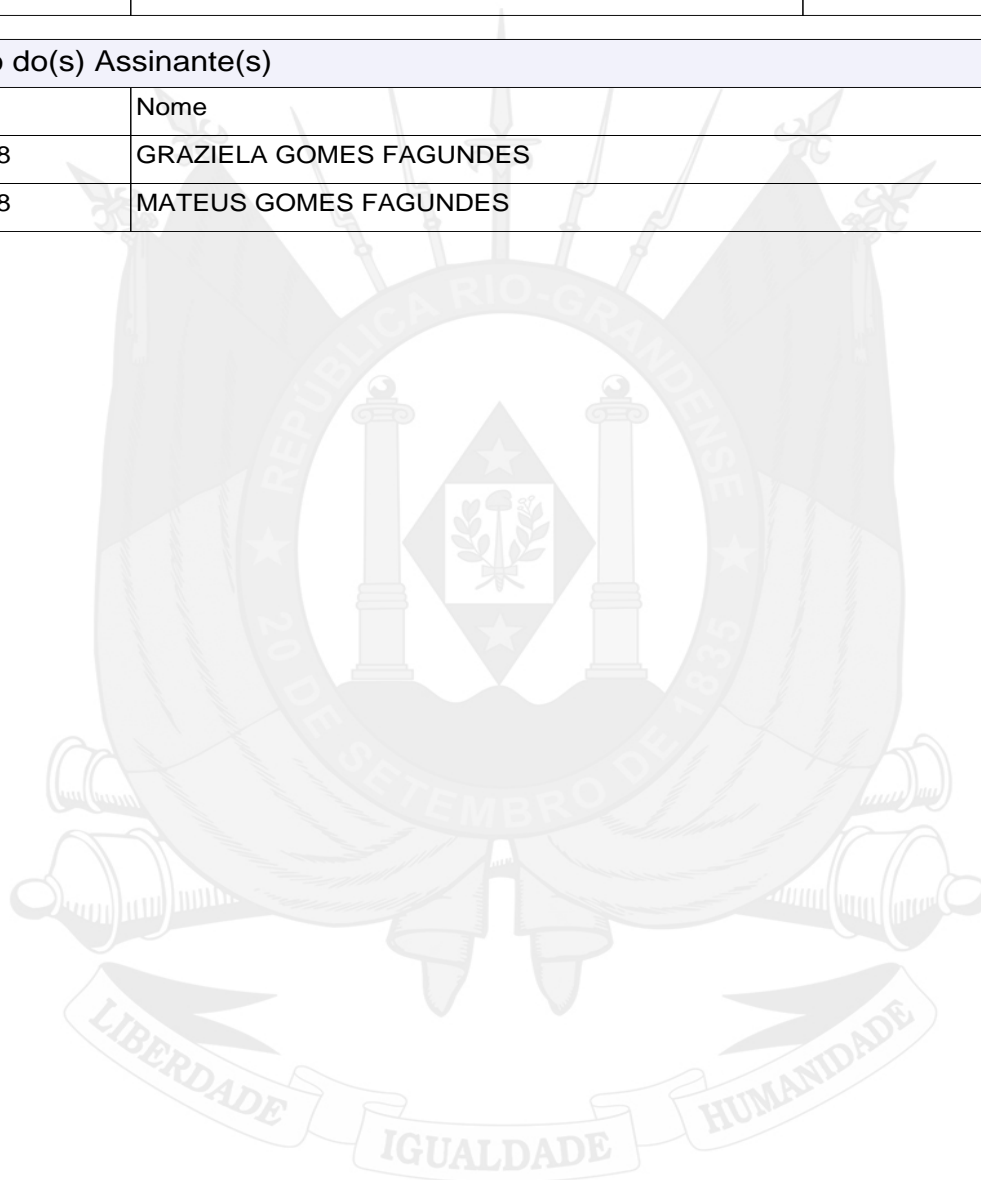 o do(s) Assinante(s)
Nome
8 GRAZIELA GOMES FAGUNDES
8 MATEUS GOMES FAGUNDES
REPÚBLICA RIO-GRANDENSE
20 DE SETEMBRO DE 1835
LIBERDADE IGUALDADE HUMANIDADE